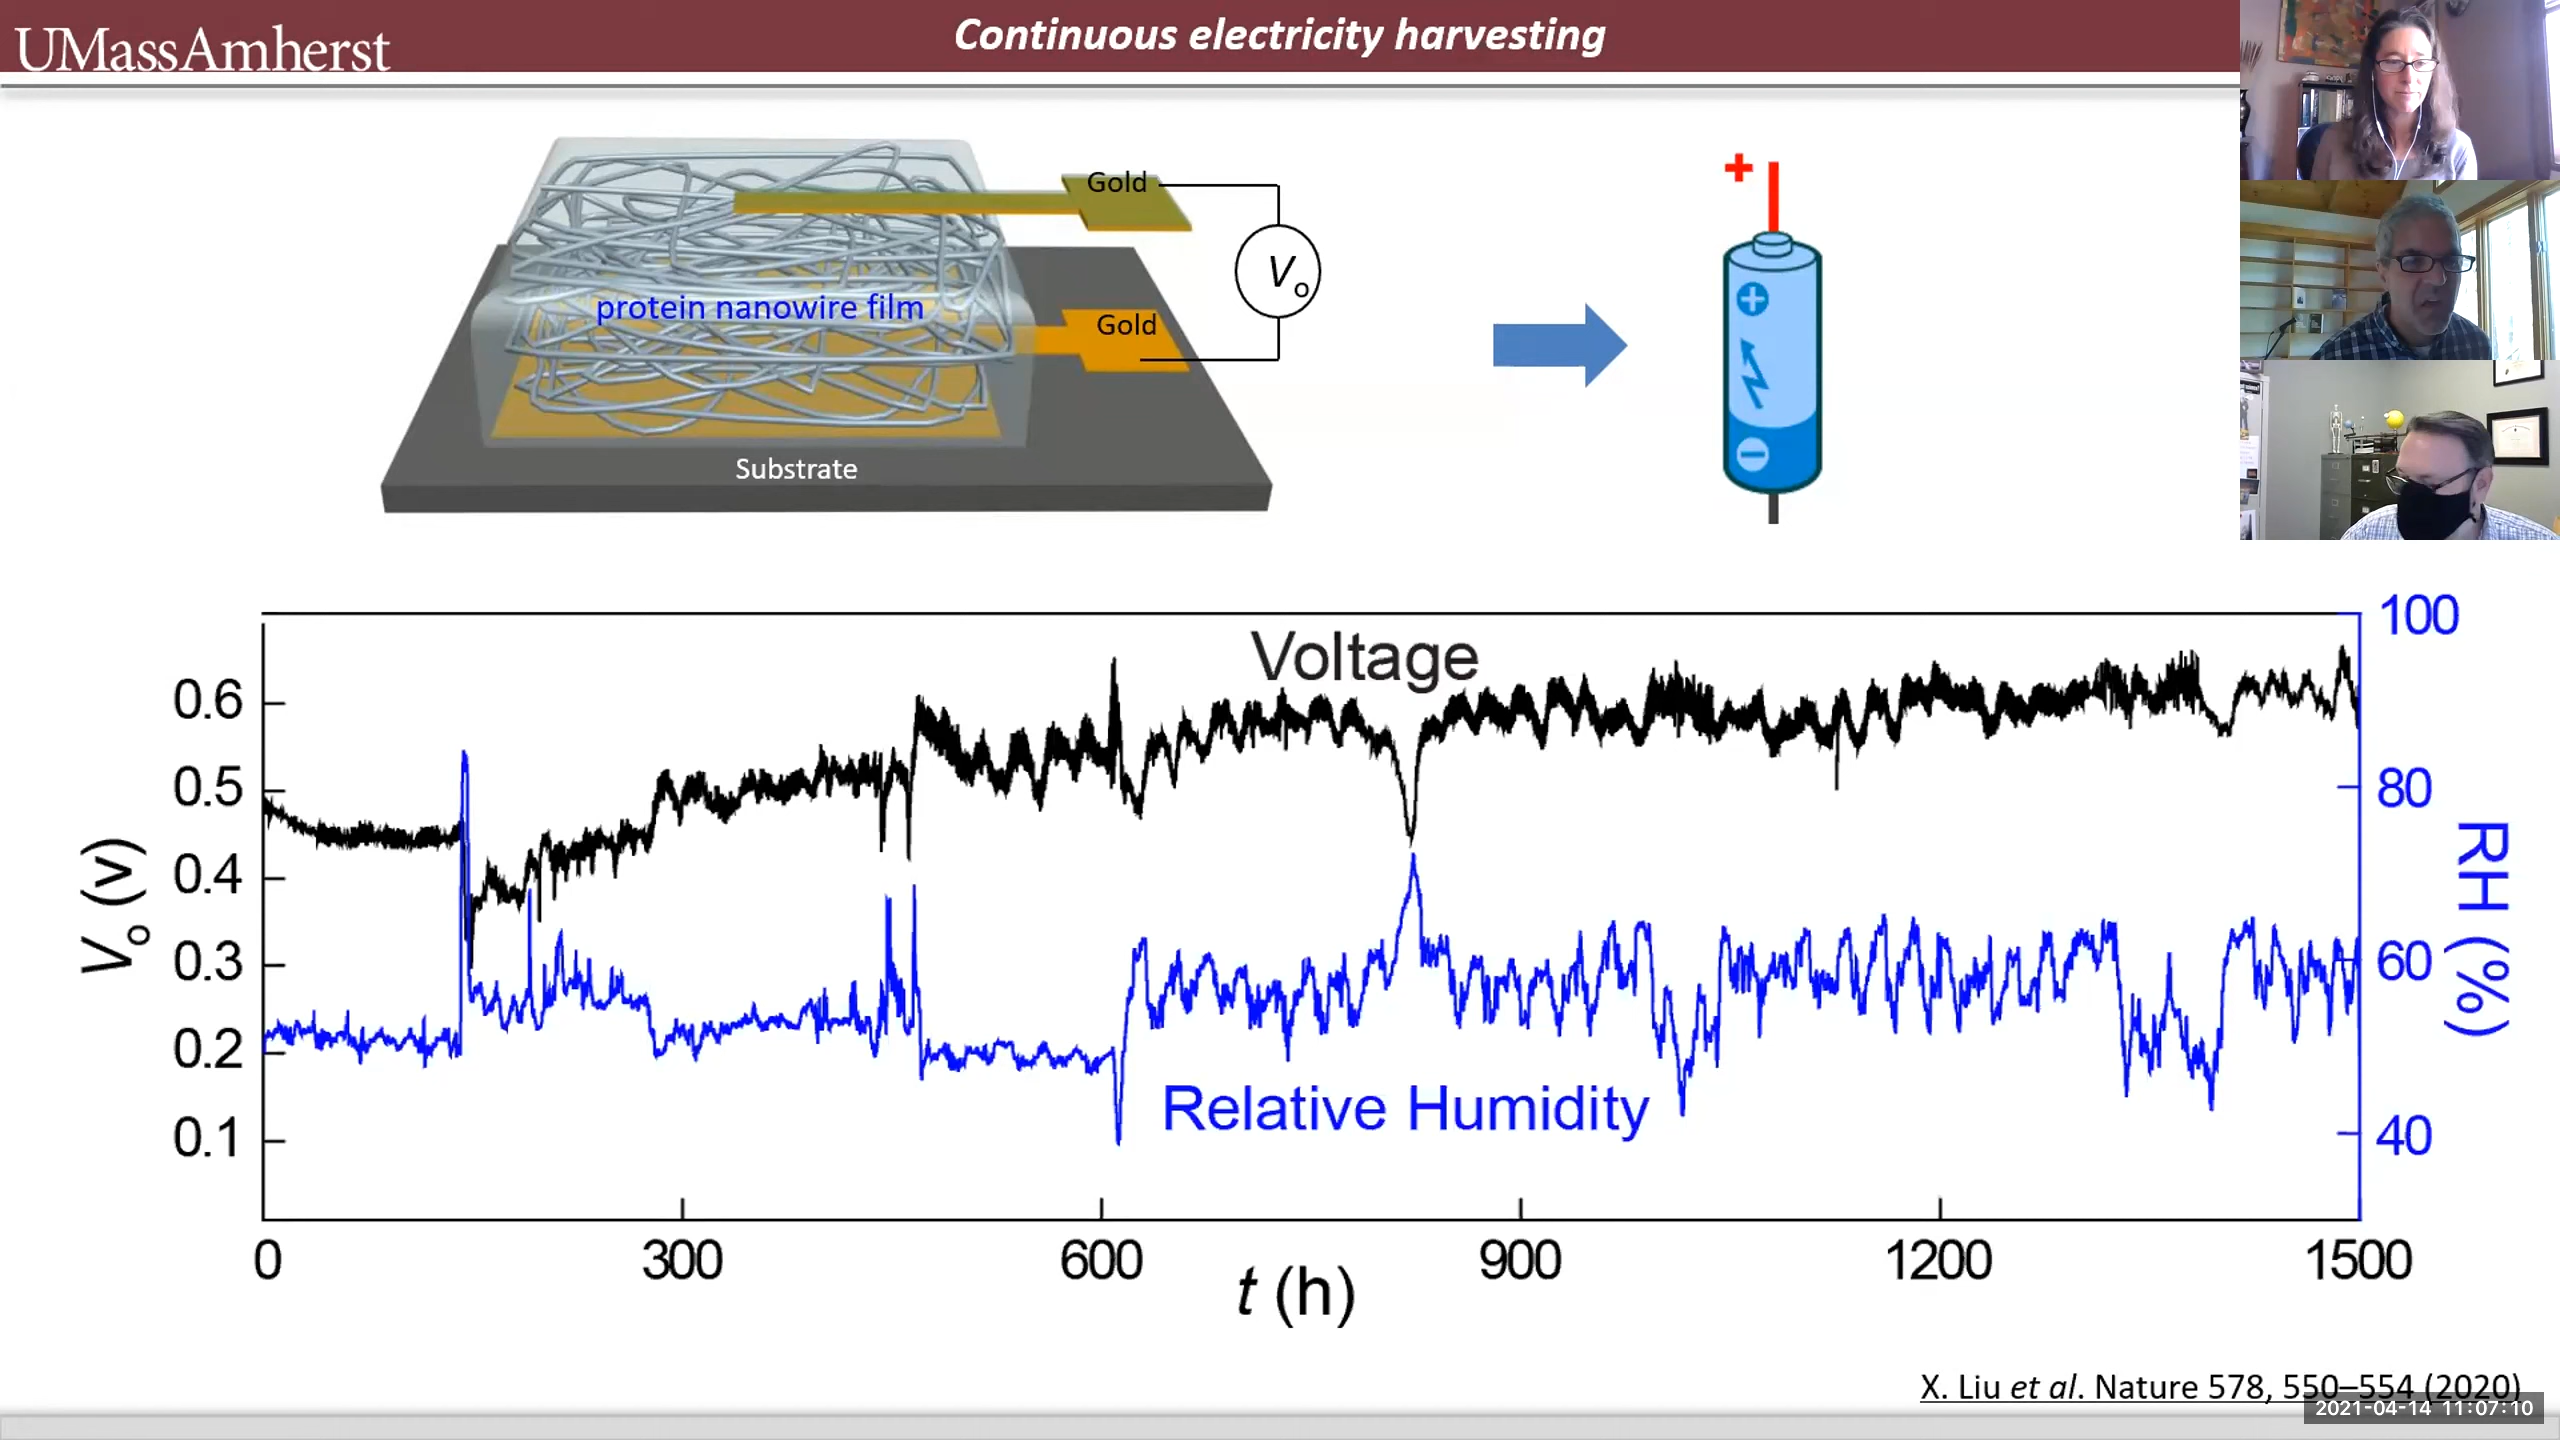 UMassAmherst
Continuous electricity harvesting
Gold
Vo
protein nanowire film
Gold
Substrate
+
Voltage
Relative Humidity
Vo (v)
0.6
0.5
0.4
0.3
0.2
0.1
100
80
60
40
RH (%)
0 300 600 900 1200 1500
t (h)
X. Liu et al. Nature 578, 550–554 (2020)
2021-04-14 11:07:10